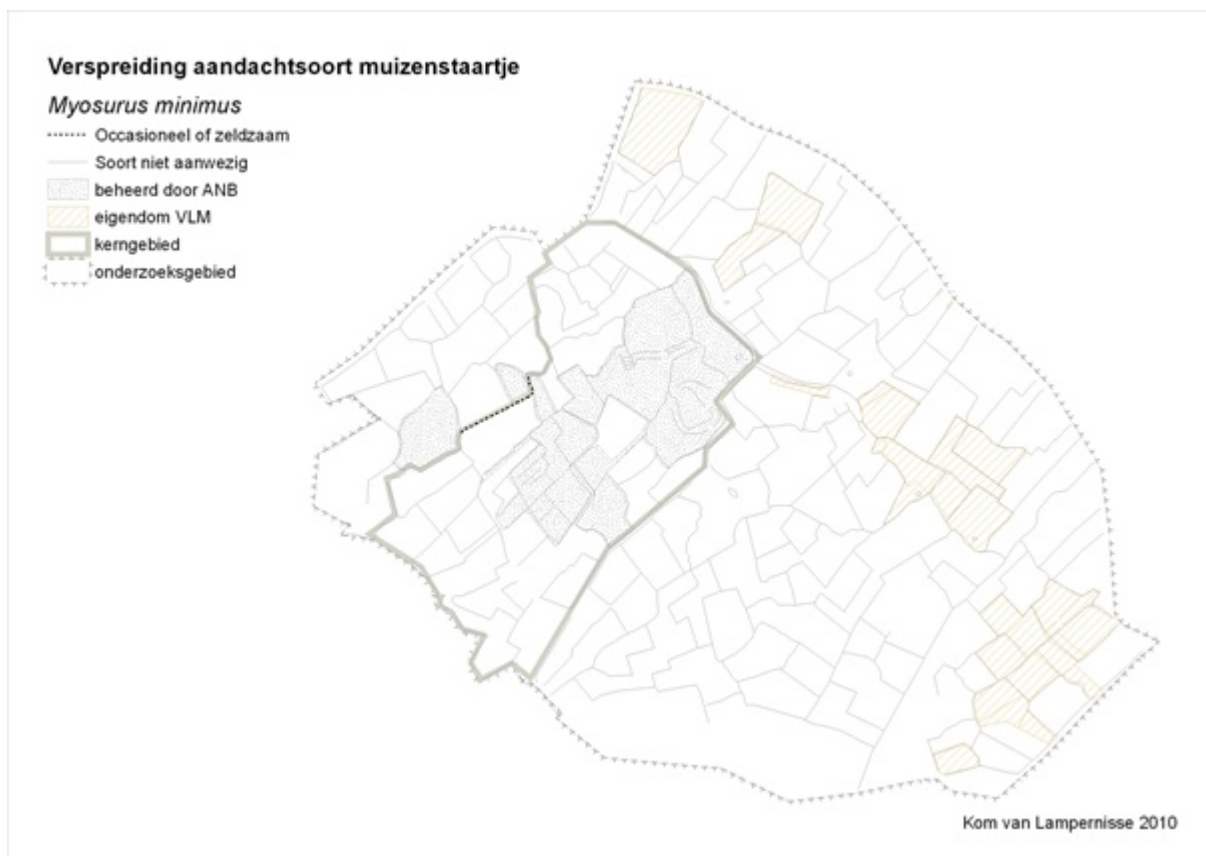 Verspreiding aandachtsoort muizenstaartje
Myosurus minimus
Occasioneel of zeldzaam
Soort niet aanwezig
beheerd door ANB
eigendom VLM
kerngebied
onderzoeksgebied
Kom van Lampernisse 2010